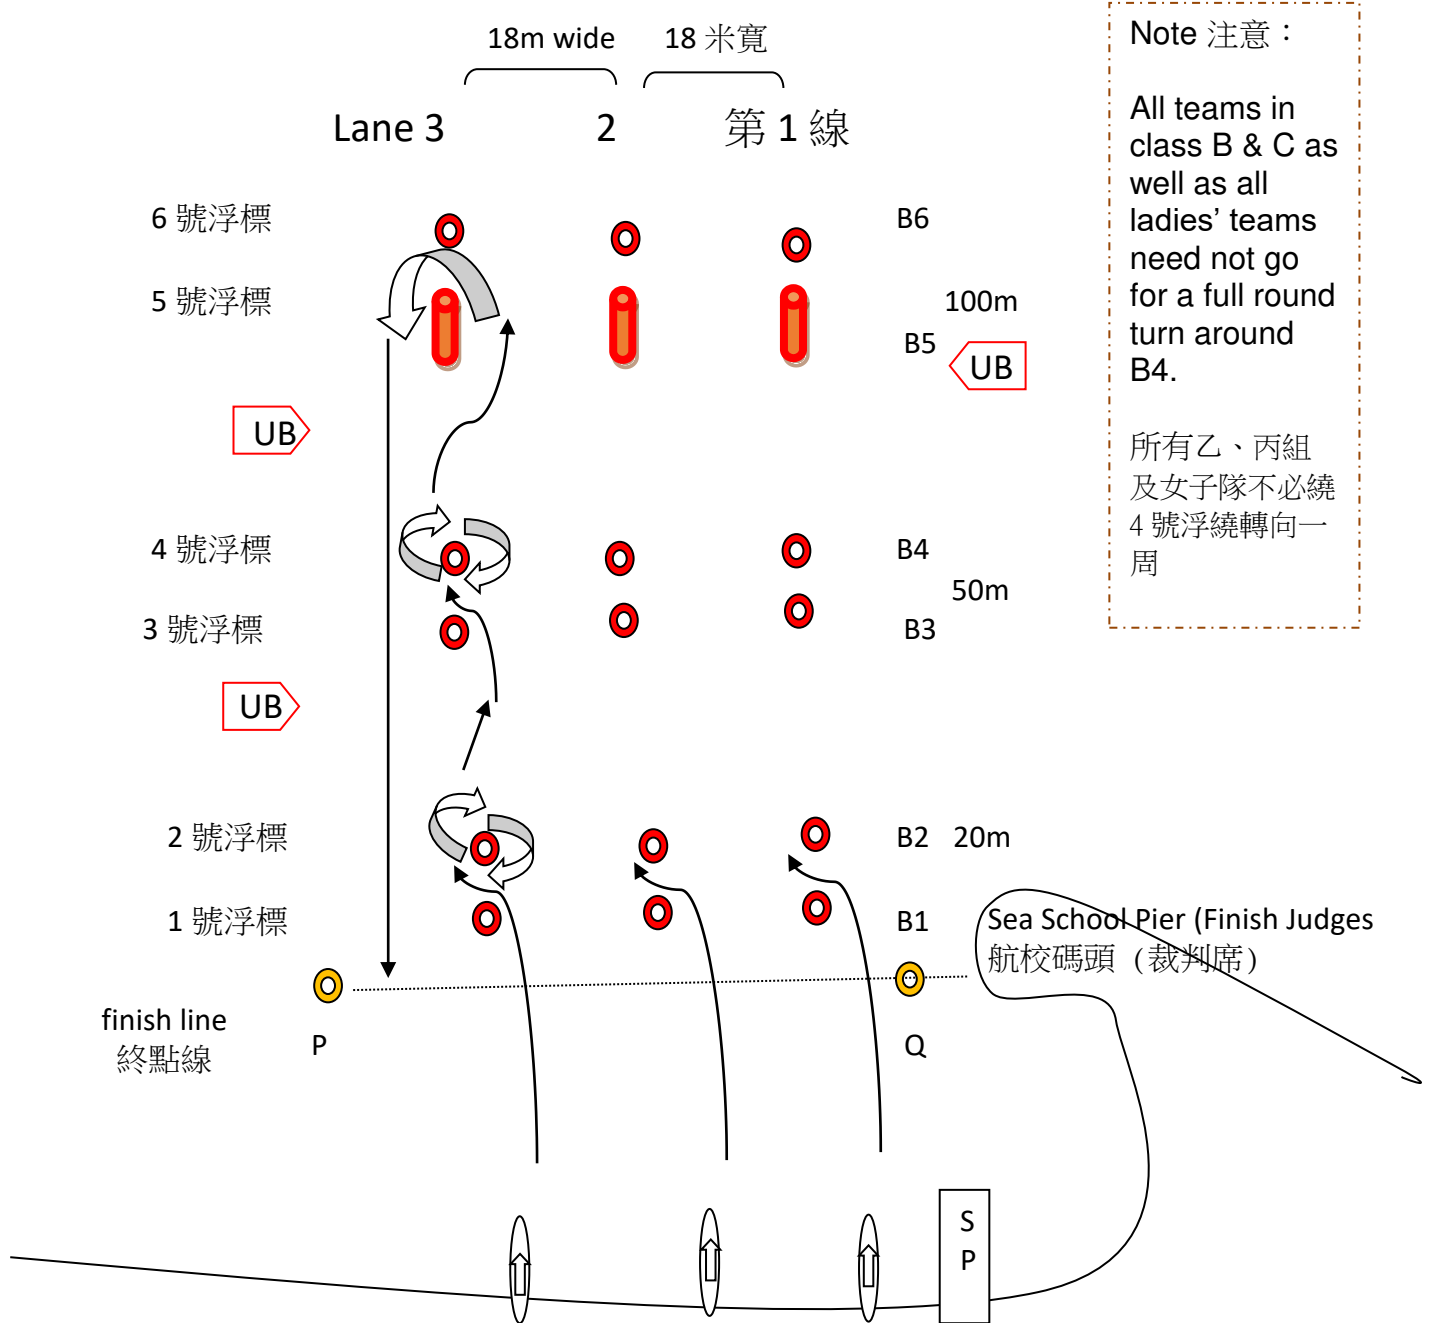 18m wide 18 米寬
Lane 3 2 第 1 線
6 號浮標 B6
5 號浮標 100m
B5
UB
UB
4 號浮標 B4
50m
3 號浮標 B3
UB
2 號浮標 B2 20m
1 號浮標 B1
Sea School Pier (Finish Judges
航校碼頭 (裁判席)
finish line
終點線
P Q
S
P
Note 注意：
All teams in
class B & C as
well as all
ladies’ teams
need not go
for a full round
turn around
B4.
所有乙、丙組
及女子隊不必繞
4 號浮繞轉向一
周